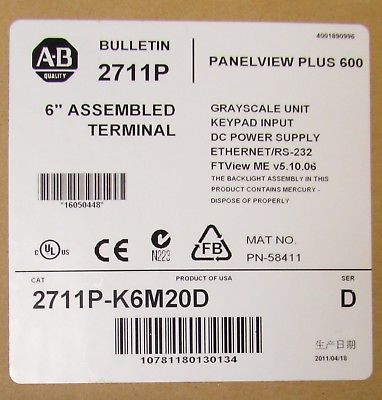 4001890996
A·B
QUALITY
BULLETIN
2711P
PANELVIEW PLUS 600
6" ASSEMBLED
TERMINAL
GRAYSCALE UNIT
KEYPAD INPUT
DC POWER SUPPLY
ETHERNET/RS-232
FTView ME v5.10.06
THE BACKLIGHT ASSEMBLY IN THIS
PRODUCT CONTAINS MERCURY -
DISPOSE OF PROPERLY
"16050448"
c UL US
CE
N223
FB
MAT NO.
PN-58411
CAT
PRODUCT OF USA
SER
2711P-K6M20D
D
10781180130134
生产日期
2011/04/18